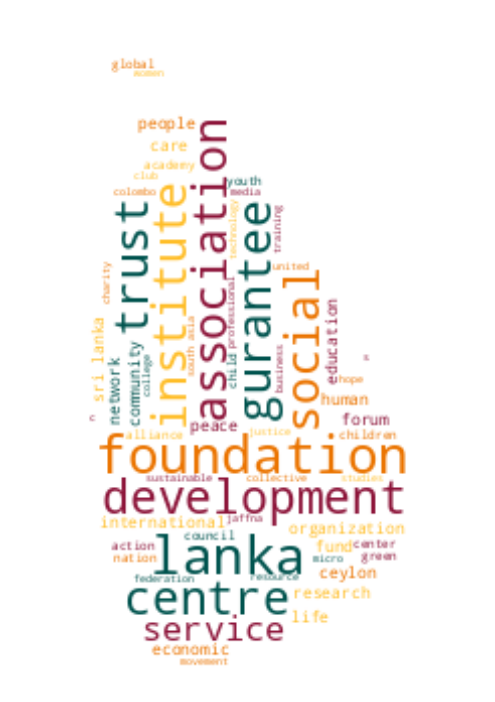 global
women
people
care
academy
club
colombo
youth
media
association
institute
trust
gurantee
technology
training
social
united
charity
professional
south asia
sri lanka
education
network
community
college
child
business
s
hope
human
c
peace
forum
alliance
justice
children
foundation
sustainable
collective
studies
development
international
jaffna
organization
council
action
lanka
fund
center
nation
micro
green
federation
resource
ceylon
centre
research
life
service
economic
movement